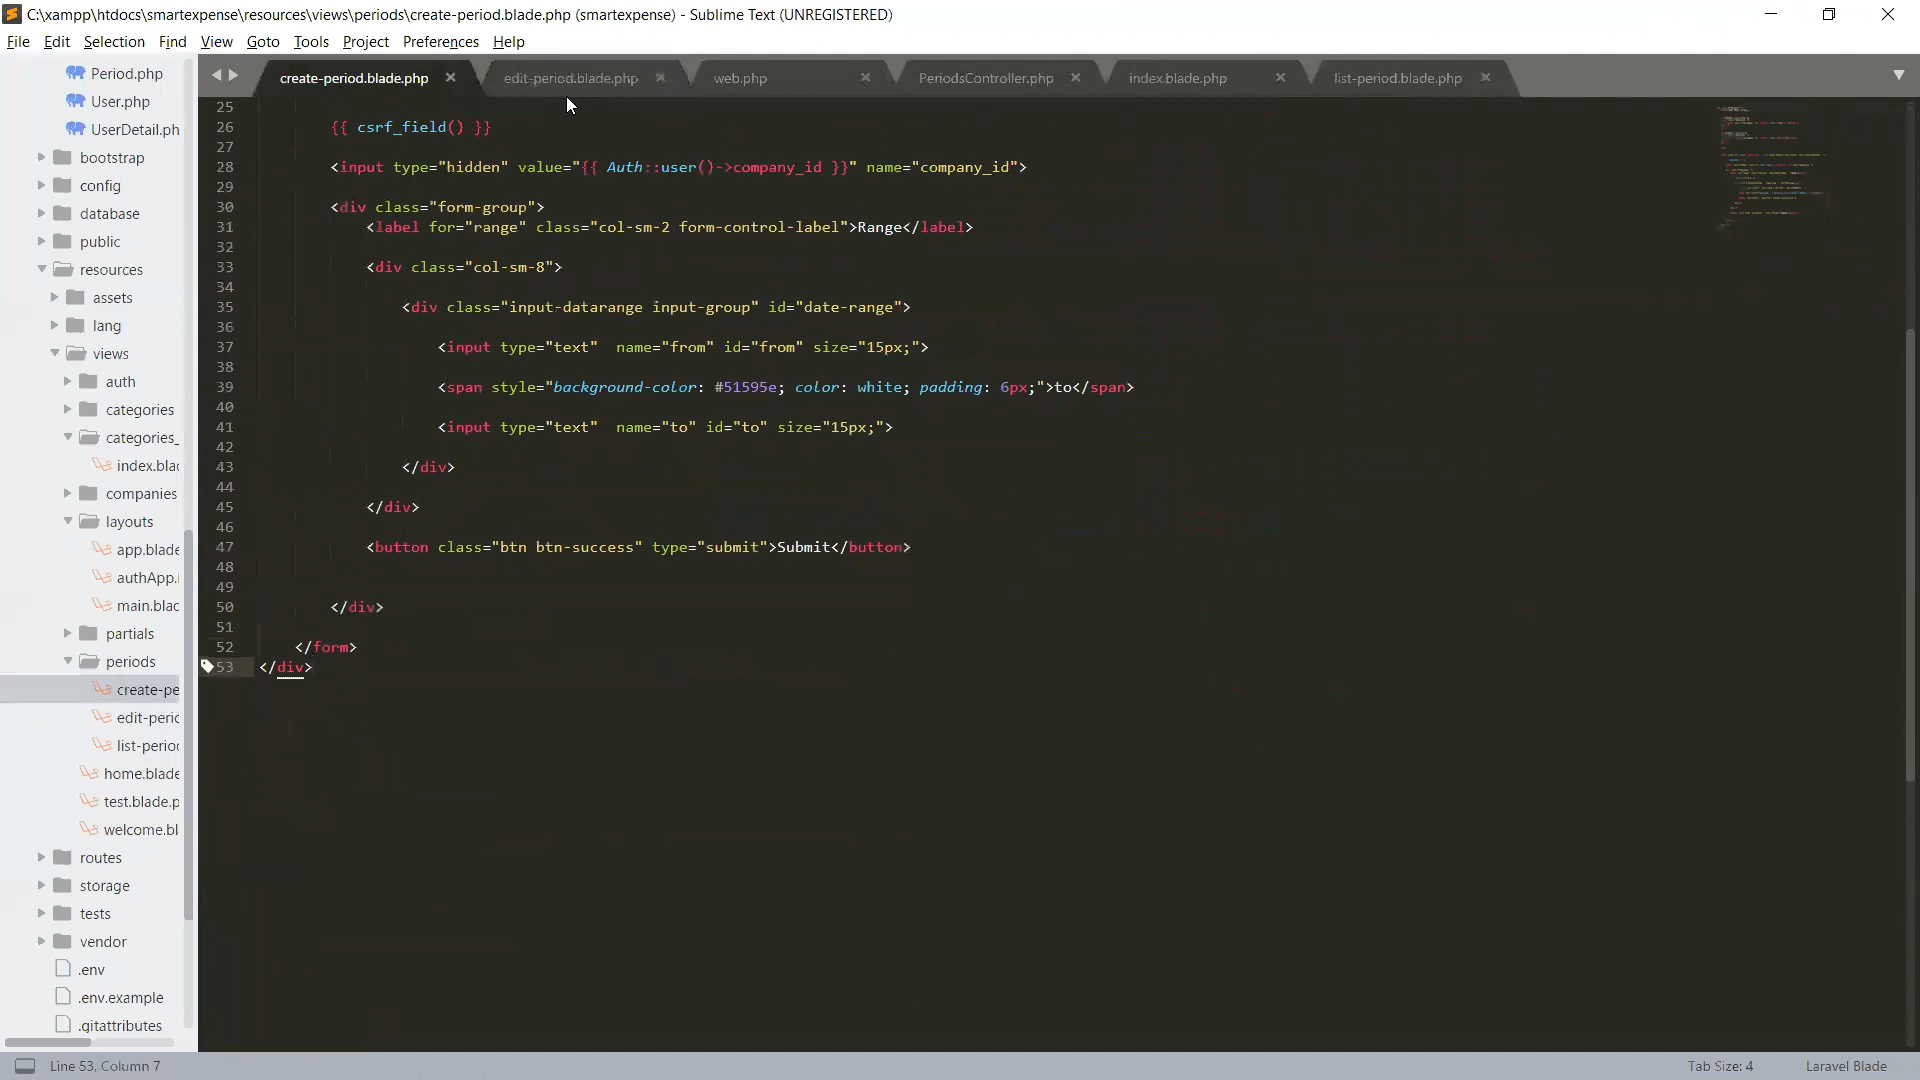 C:\xampp\htdocs\smartexpense\resources\views\periods\create-period.blade.php (smartexpense) - Sublime Text (UNREGISTERED)
File Edit Selection Find View Goto Tools Project Preferences Help
create-period.blade.php edit-period.blade.php web.php PeriodsController.php index.blade.php list-period.blade.php
Period.php
User.php
UserDetail.ph
bootstrap
config
database
public
resources
assets
lang
views
auth
categories
categories_
index.blac
companies
layouts
app.blade
authApp.
main.blac
partials
periods
create-pe
edit-peric
list-period
home.blade
test.blade.p
welcome.bl
routes
storage
tests
vendor
.env
.env.example
.gitattributes
25
26 {{ csrf_field() }}
27
28 <input type="hidden" value="{{ Auth::user()->company_id }}" name="company_id">
29
30 <div class="form-group">
31 <label for="range" class="col-sm-2 form-control-label">Range</label>
32
33 <div class="col-sm-8">
34
35 <div class="input-datarange input-group" id="date-range">
36
37 <input type="text"  name="from" id="from" size="15px;">
38
39 <span style="background-color: #51595e; color: white; padding: 6px;">to</span>
40
41 <input type="text"  name="to" id="to" size="15px;">
42
43 </div>
44
45 </div>
46
47 <button class="btn btn-success" type="submit">Submit</button>
48
49
50 </div>
51
52 </form>
53 </div>
Line 53, Column 7
Tab Size: 4
Laravel Blade